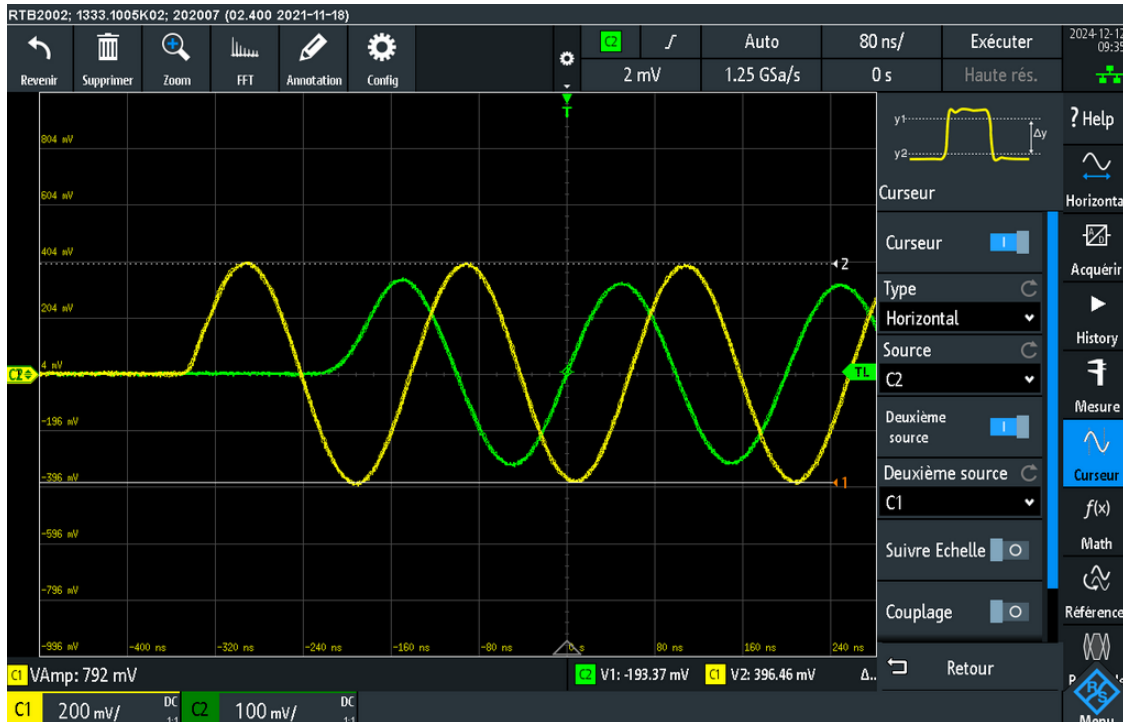 RTB2002; 1333.1005K02; 202007 (02.400 2021-11-18)
Revenir Supprimer Zoom FFT Annotation Config
C2 Auto 80 ns/ Exécuter
2 mV 1.25 GSa/s 0 s Haute rés.
2024-12-12
09:35
T
804 mV
604 mV
404 mV
204 mV
4 mV
-196 mV
-396 mV
-596 mV
-796 mV
-996 mV
-400 ns -320 ns -240 ns -160 ns -80 ns 0 s 80 ns 160 ns 240 ns
2
1
TL
y1
y2
Δy
Curseur
Curseur
Type
Horizontal
Source
C2
Deuxième
source
Deuxième source
C1
Suivre Echelle
Couplage
Retour
? Help
Horizonta
Acquérir
History
Mesure
Curseur
f(x)
Math
Référence
R&S
Menu
C1 VAmp: 792 mV
C2 V1: -193.37 mV C1 V2: 396.46 mV Δ..
C1 200 mV/ DC 1:1 C2 100 mV/ DC 1:1